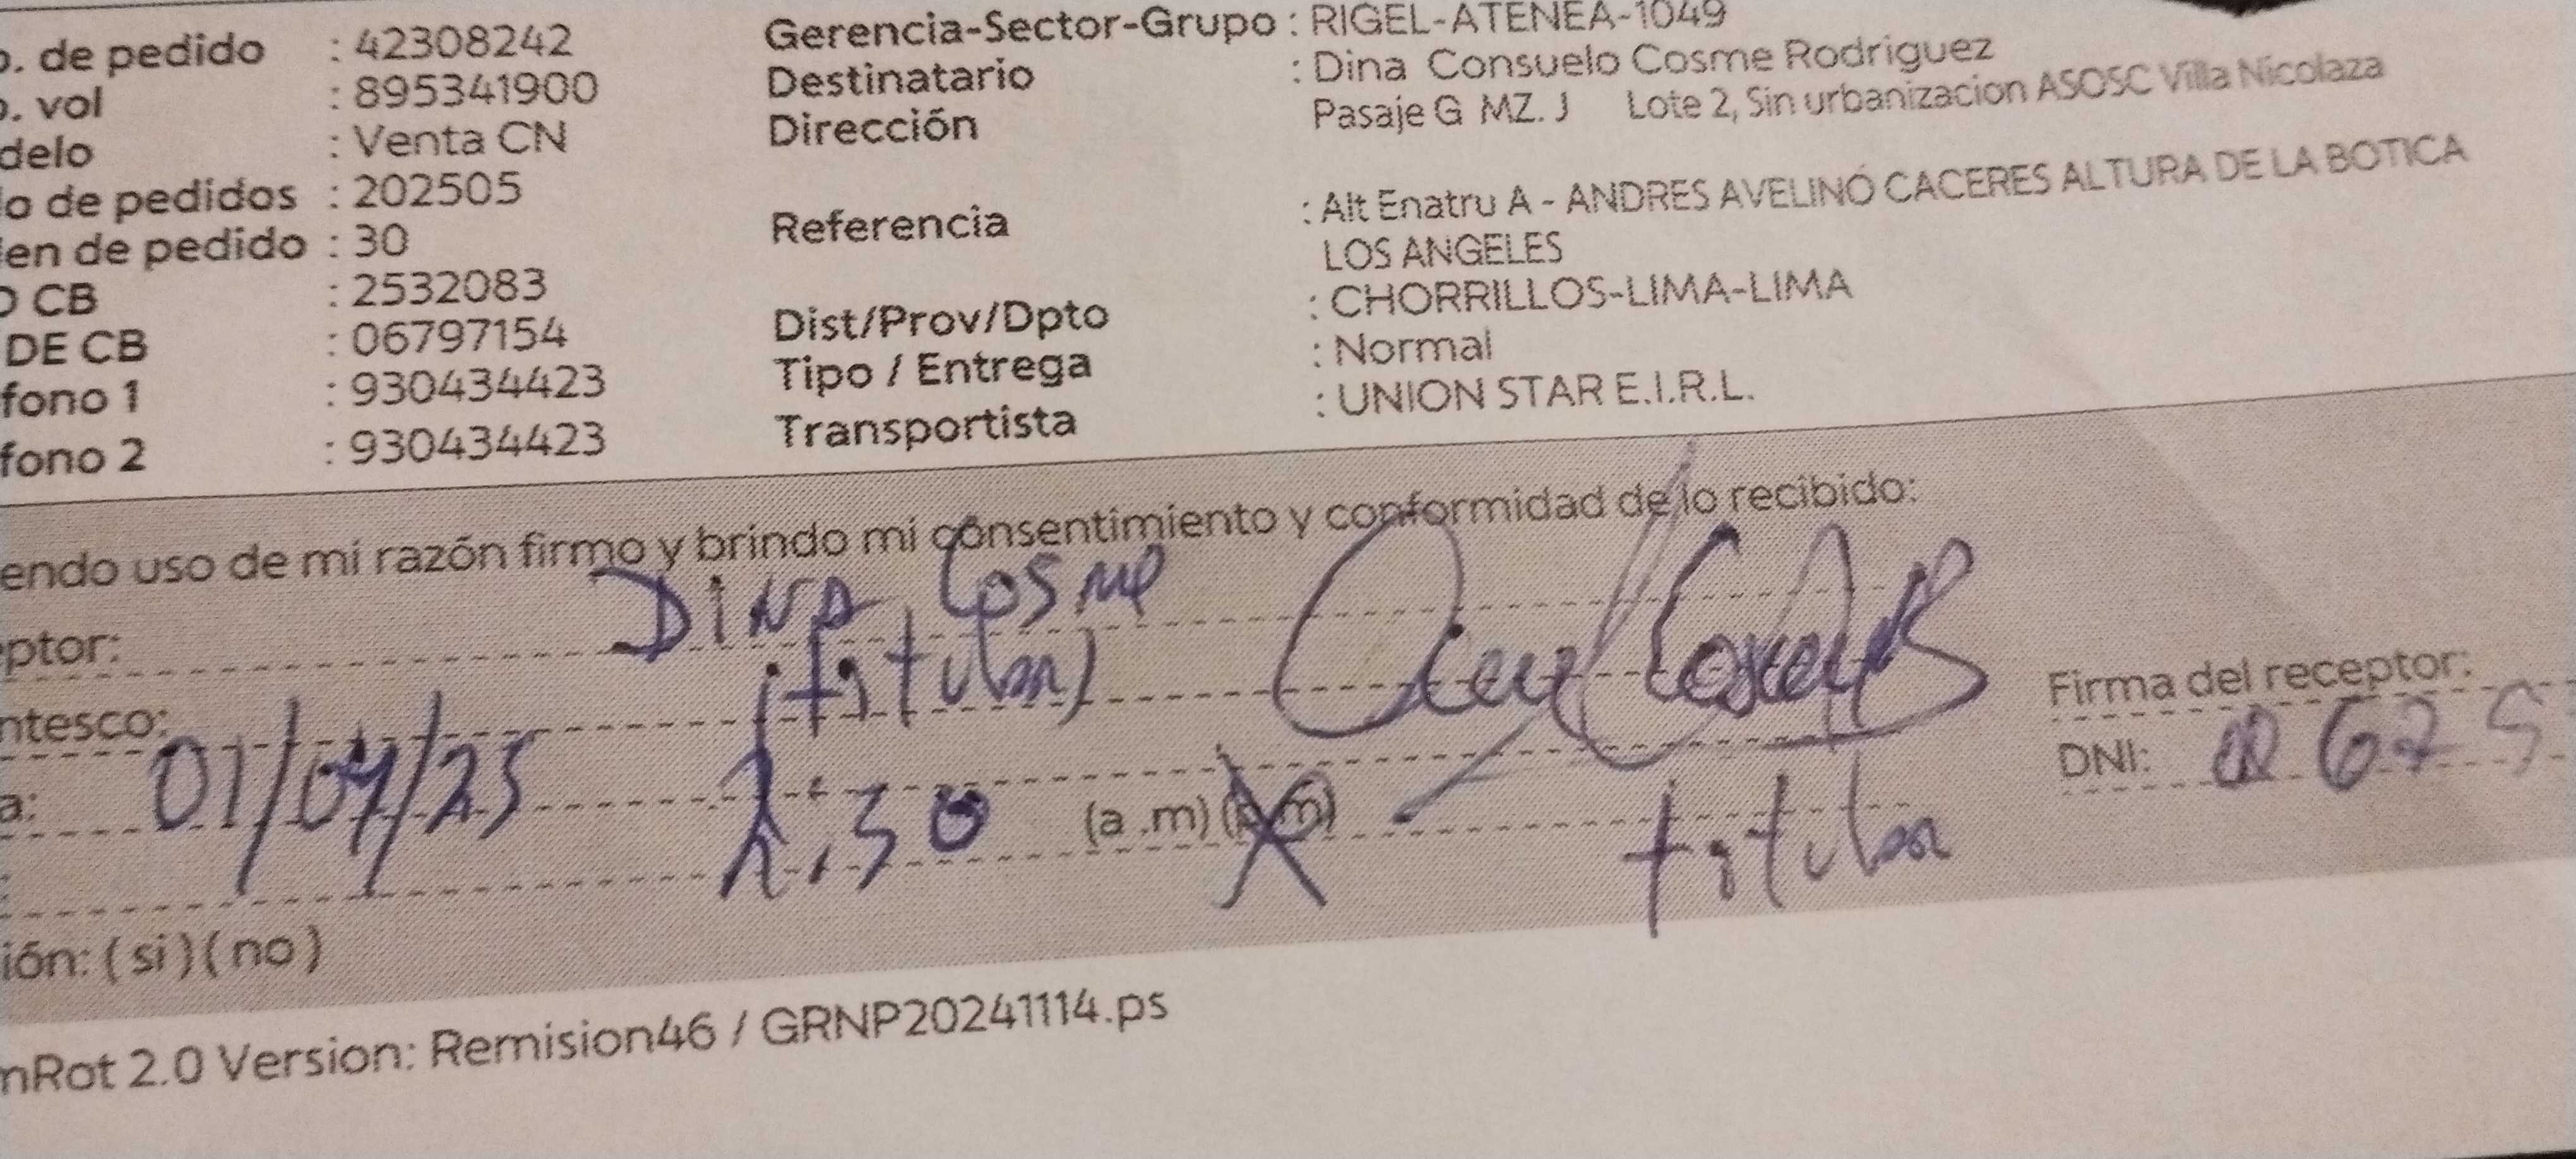 o. de pedido : 42308242 Gerencia-Sector-Grupo : RIGEL-ATENEA-1049
o. vol : 895341900 Destinatario : Dina Consuelo Cosme Rodriguez
delo : Venta CN Dirección Pasaje G MZ. J Lote 2, Sin urbanizacion ASOSC Villa Nicolaza
o de pedidos : 202505
en de pedido : 30 Referencia : Alt Enatru A - ANDRES AVELINO CACERES ALTURA DE LA BOTICA
LOS ANGELES
O CB : 2532083 Dist/Prov/Dpto : CHORRILLOS-LIMA-LIMA
DE CB : 06797154 Tipo / Entrega : Normal
fono 1 : 930434423 Transportista : UNION STAR E.I.R.L.
fono 2 : 930434423
endo uso de mi razón firmo y brindo mi consentimiento y conformidad de lo recibido:
ptor: Dina Cosme
ntesco: (titular) Firma del receptor:
a: 01/04/25 2:30 (a .m) (p.m) DNI:
titular
ión: ( si ) ( no )
mRot 2.0 Version: Remision46 / GRNP20241114.ps